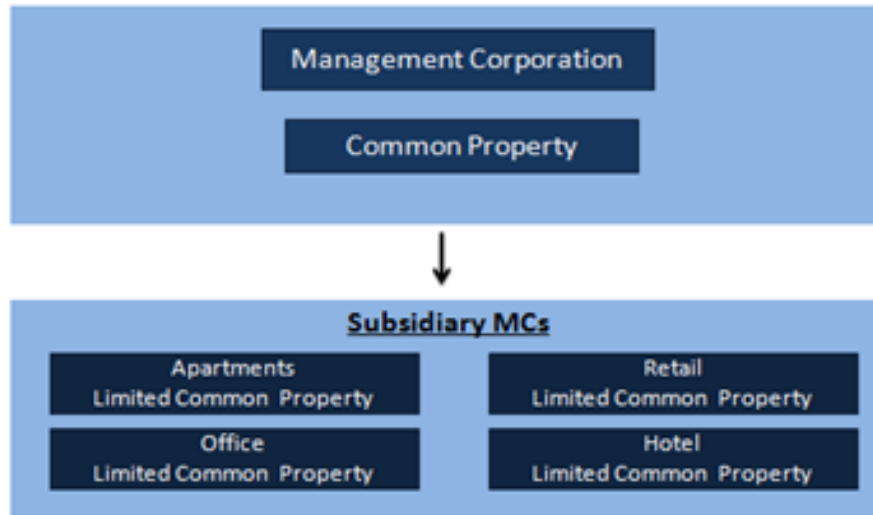 Management Corporation
Common Property
Subsidiary MCs
Apartments
Limited Common Property
Retail
Limited Common Property
Office
Limited Common Property
Hotel
Limited Common Property